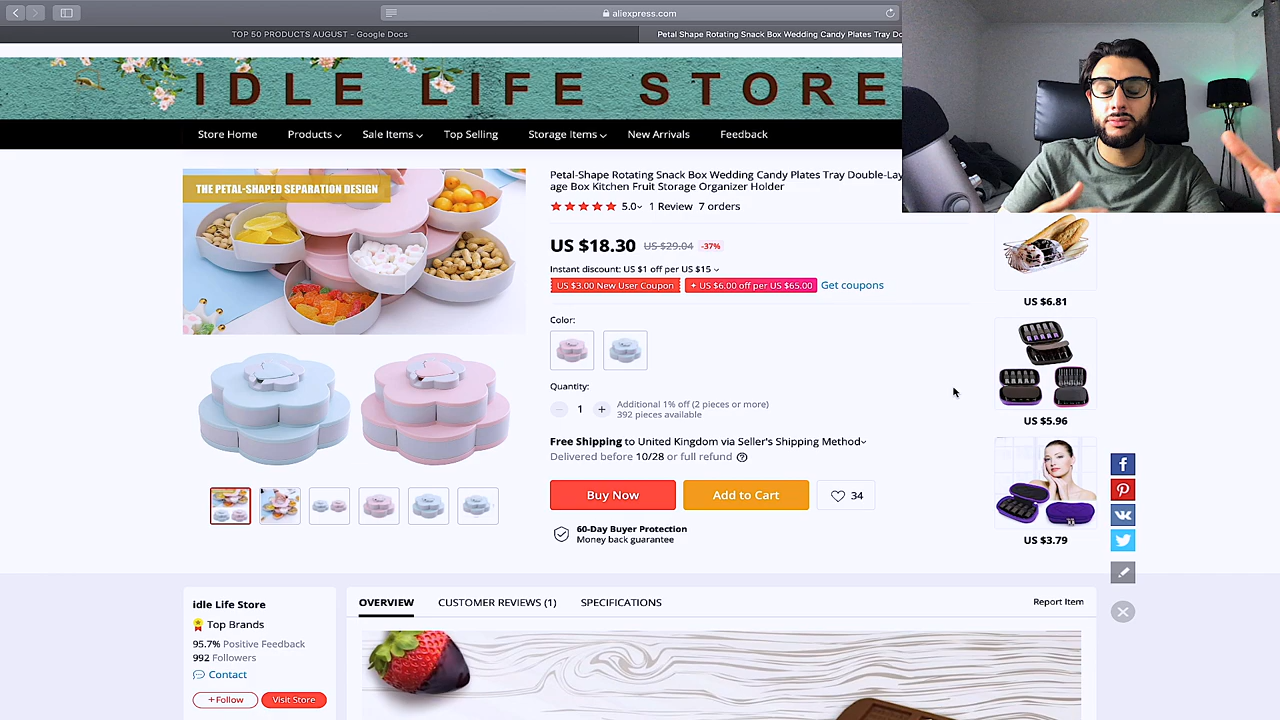 aliexpress.com
TOP 50 PRODUCTS AUGUST - Google Docs
Petal Shape Rotating Snack Box Wedding Candy Plates Tray Do
IDLE LIFE STORE
Store Home Products Sale Items Top Selling Storage Items New Arrivals Feedback
THE PETAL-SHAPED SEPARATION DESIGN
Petal-Shape Rotating Snack Box Wedding Candy Plates Tray Double-Lay
age Box Kitchen Fruit Storage Organizer Holder
5.0 1 Review 7 orders
US $18.30 US $29.04 -37%
Instant discount: US $1 off per US $15
US $3.00 New User Coupon + US $6.00 off per US $65.00 Get coupons
Color:
Quantity:
1
Additional 1% off (2 pieces or more)
392 pieces available
Free Shipping to United Kingdom via Seller's Shipping Method
Delivered before 10/28 or full refund
Buy Now Add to Cart 34
60-Day Buyer Protection
Money back guarantee
US $6.81
US $5.96
US $3.79
idle Life Store
Top Brands
95.7% Positive Feedback
992 Followers
Contact
+Follow Visit Store
OVERVIEW CUSTOMER REVIEWS (1) SPECIFICATIONS
Report Item